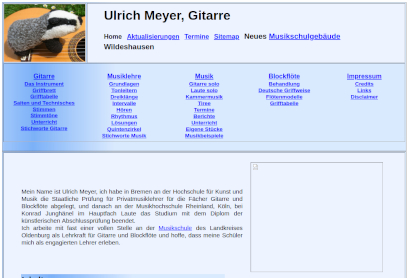 Ulrich Meyer, Gitarre
Home Aktualisierungen Termine Sitemap Neues Musikschulgebäude
Wildeshausen
Gitarre
Das Instrument
Griffbrett
Grifftabelle
Saiten und Technisches
Stimmen
Stimmtöne
Unterricht
Stichworte Gitarre
Musiklehre
Grundlagen
Tonleitern
Dreiklänge
Intervalle
Hören
Rhythmus
Lösungen
Quintenzirkel
Stichworte Musik
Musik
Gitarre solo
Laute solo
Kammermusik
Tiree
Termine
Berichte
Unterricht
Eigene Stücke
Musikbeispiele
Blockflöte
Behandlung
Deutsche Griffweise
Flötenmodelle
Grifftabelle
Impressum
Credits
Links
Disclaimer
Mein Name ist Ulrich Meyer, ich habe in Bremen an der Hochschule für Kunst und
Musik die Staatliche Prüfung für Privatmusiklehrer für die Fächer Gitarre und
Blockflöte abgelegt, und danach an der Musikhochschule Rheinland, Köln, bei
Konrad Junghänel im Hauptfach Laute das Studium mit dem Diplom der
künstlerischen Abschlussprüfung beendet.
Ich arbeite mit fast einer vollen Stelle an der Musikschule des Landkreises
Oldenburg als Lehrkraft für Gitarre und Blockflöte und hoffe, dass meine Schüler
mich als engagierten Lehrer erleben.